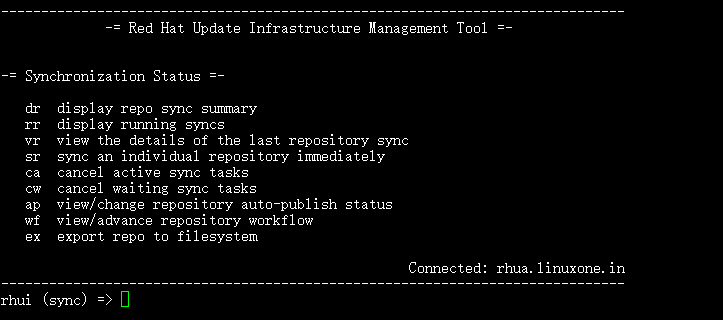 ------------------------------------------------------------------------------
-= Red Hat Update Infrastructure Management Tool =-
-= Synchronization Status =-
dr  display repo sync summary
rr  display running syncs
vr  view the details of the last repository sync
sr  sync an individual repository immediately
ca  cancel active sync tasks
cw  cancel waiting sync tasks
ap  view/change repository auto-publish status
wf  view/advance repository workflow
ex  export repo to filesystem
Connected: rhua.linuxone.in
------------------------------------------------------------------------------
rhui (sync) =>